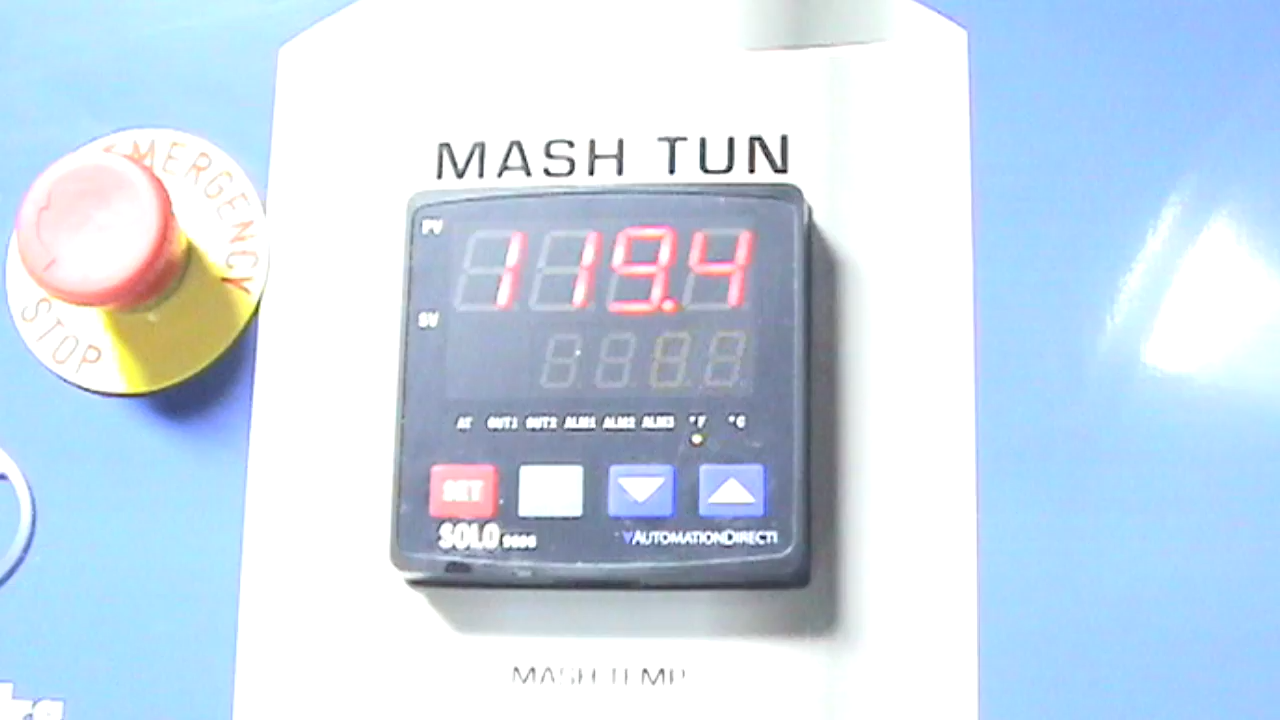 MASH TUN
EMERGENCY
STOP
PV
119.4
SV
AT OUT1 OUT2 ALM1 ALM2 ALM3 °F °C
SET
SOLO
AUTOMATIONDIRECT
MASH TEMP